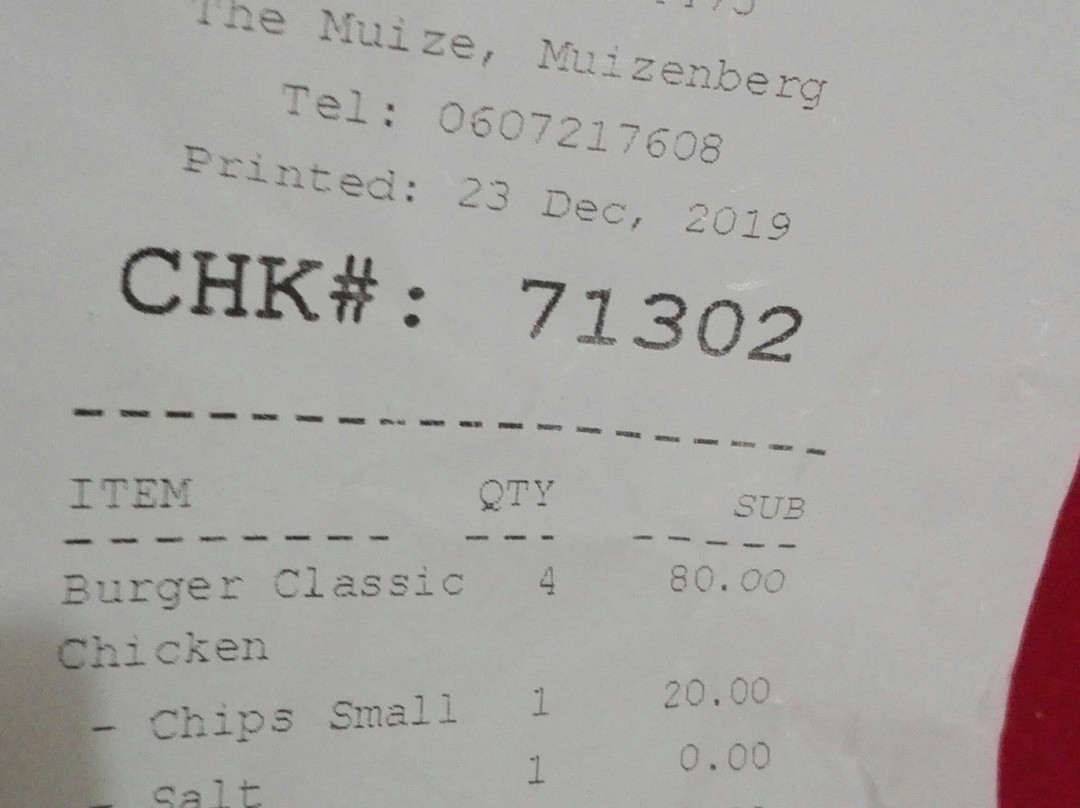 The Muize, Muizenberg
Tel: 0607217608
Printed: 23 Dec, 2019
CHK#: 71302
--------------------
ITEM QTY SUB
-------- --- -----
Burger Classic 4 80.00
Chicken
- Chips Small 1 20.00
- Salt 1 0.00